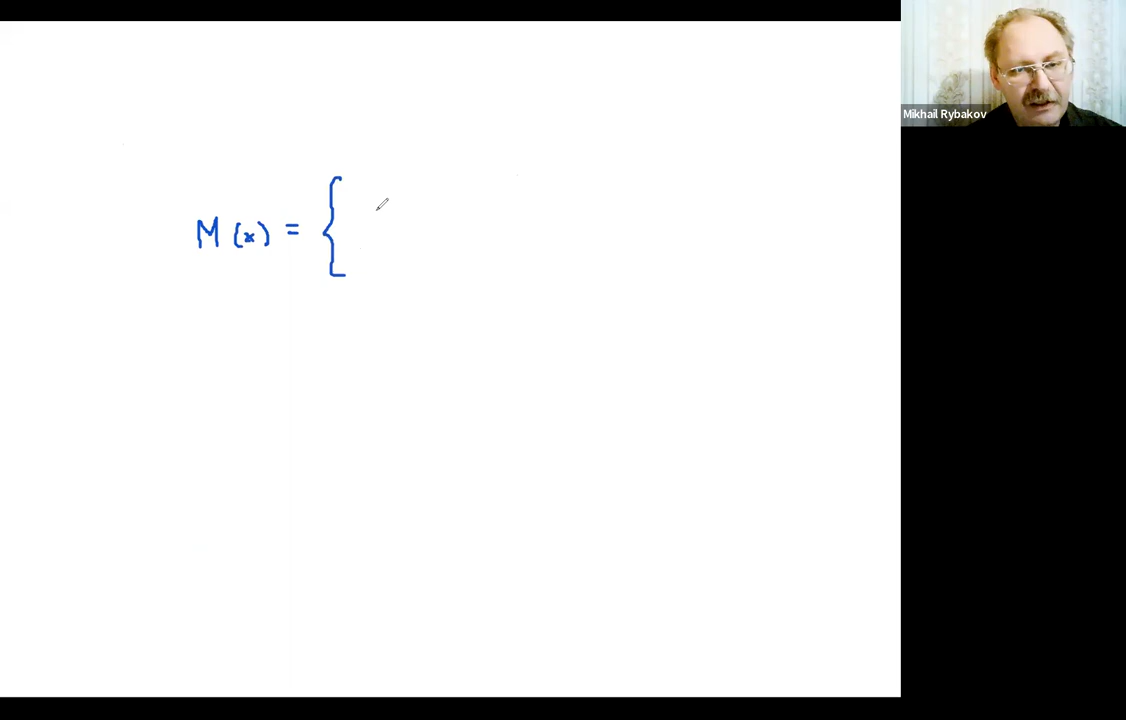 M (x) = {
Mikhail Rybakov